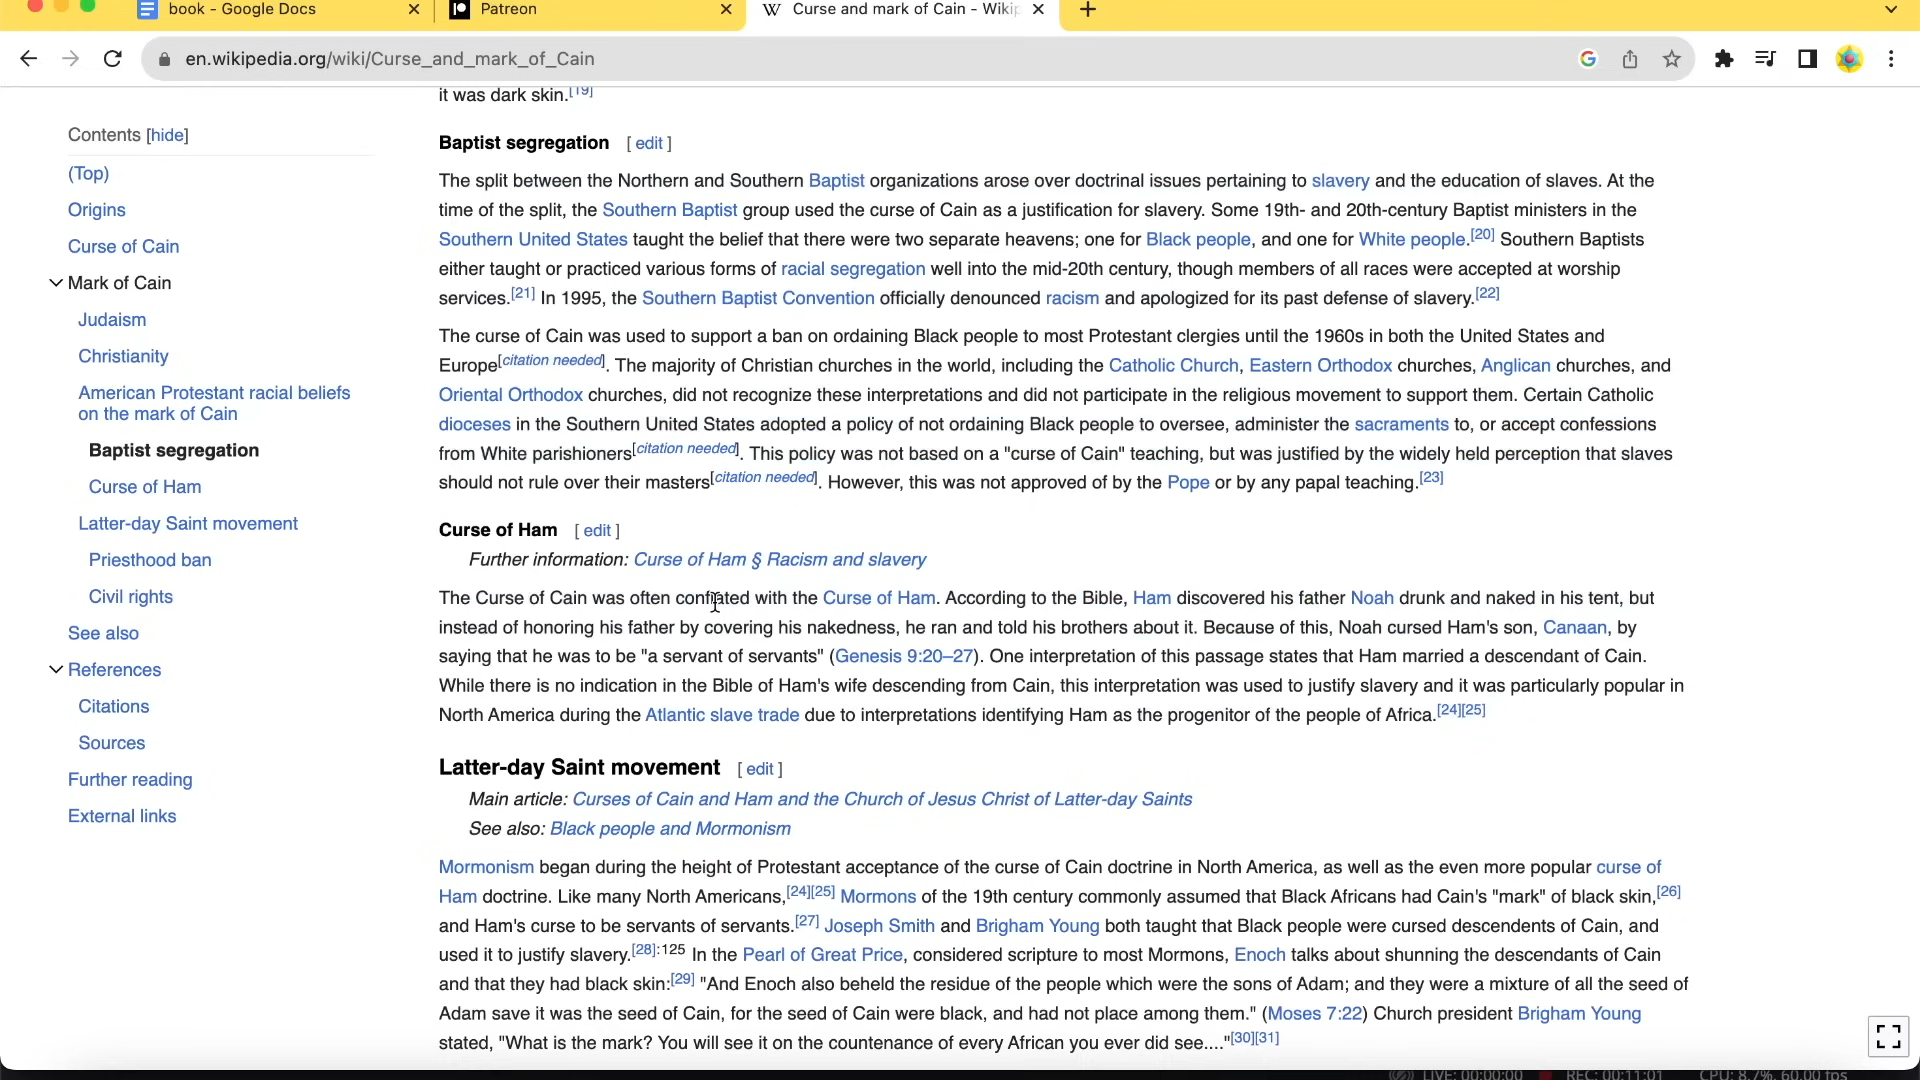 book - Google Docs
Patreon
Curse and mark of Cain - Wikip
en.wikipedia.org/wiki/Curse_and_mark_of_Cain
Contents [hide]
(Top)
Origins
Curse of Cain
Mark of Cain
Judaism
Christianity
American Protestant racial beliefs
on the mark of Cain
Baptist segregation
Curse of Ham
Latter-day Saint movement
Priesthood ban
Civil rights
See also
References
Citations
Sources
Further reading
External links
it was dark skin.[19]
Baptist segregation [ edit ]
The split between the Northern and Southern Baptist organizations arose over doctrinal issues pertaining to slavery and the education of slaves. At the
time of the split, the Southern Baptist group used the curse of Cain as a justification for slavery. Some 19th- and 20th-century Baptist ministers in the
Southern United States taught the belief that there were two separate heavens; one for Black people, and one for White people.[20] Southern Baptists
either taught or practiced various forms of racial segregation well into the mid-20th century, though members of all races were accepted at worship
services.[21] In 1995, the Southern Baptist Convention officially denounced racism and apologized for its past defense of slavery.[22]
The curse of Cain was used to support a ban on ordaining Black people to most Protestant clergies until the 1960s in both the United States and
Europe[citation needed]. The majority of Christian churches in the world, including the Catholic Church, Eastern Orthodox churches, Anglican churches, and
Oriental Orthodox churches, did not recognize these interpretations and did not participate in the religious movement to support them. Certain Catholic
dioceses in the Southern United States adopted a policy of not ordaining Black people to oversee, administer the sacraments to, or accept confessions
from White parishioners[citation needed]. This policy was not based on a "curse of Cain" teaching, but was justified by the widely held perception that slaves
should not rule over their masters[citation needed]. However, this was not approved of by the Pope or by any papal teaching.[23]
Curse of Ham [ edit ]
Further information: Curse of Ham § Racism and slavery
The Curse of Cain was often conflated with the Curse of Ham. According to the Bible, Ham discovered his father Noah drunk and naked in his tent, but
instead of honoring his father by covering his nakedness, he ran and told his brothers about it. Because of this, Noah cursed Ham's son, Canaan, by
saying that he was to be "a servant of servants" (Genesis 9:20–27). One interpretation of this passage states that Ham married a descendant of Cain.
While there is no indication in the Bible of Ham's wife descending from Cain, this interpretation was used to justify slavery and it was particularly popular in
North America during the Atlantic slave trade due to interpretations identifying Ham as the progenitor of the people of Africa.[24][25]
Latter-day Saint movement [ edit ]
Main article: Curses of Cain and Ham and the Church of Jesus Christ of Latter-day Saints
See also: Black people and Mormonism
Mormonism began during the height of Protestant acceptance of the curse of Cain doctrine in North America, as well as the even more popular curse of
Ham doctrine. Like many North Americans,[24][25] Mormons of the 19th century commonly assumed that Black Africans had Cain's "mark" of black skin,[26]
and Ham's curse to be servants of servants.[27] Joseph Smith and Brigham Young both taught that Black people were cursed descendents of Cain, and
used it to justify slavery.[28]:125 In the Pearl of Great Price, considered scripture to most Mormons, Enoch talks about shunning the descendants of Cain
and that they had black skin:[29] "And Enoch also beheld the residue of the people which were the sons of Adam; and they were a mixture of all the seed of
Adam save it was the seed of Cain, for the seed of Cain were black, and had not place among them." (Moses 7:22) Church president Brigham Young
stated, "What is the mark? You will see it on the countenance of every African you ever did see...."[30][31]
LIVE: 00:00:00 REC: 00:11:01 CPU: 8.7%, 60.00 fps